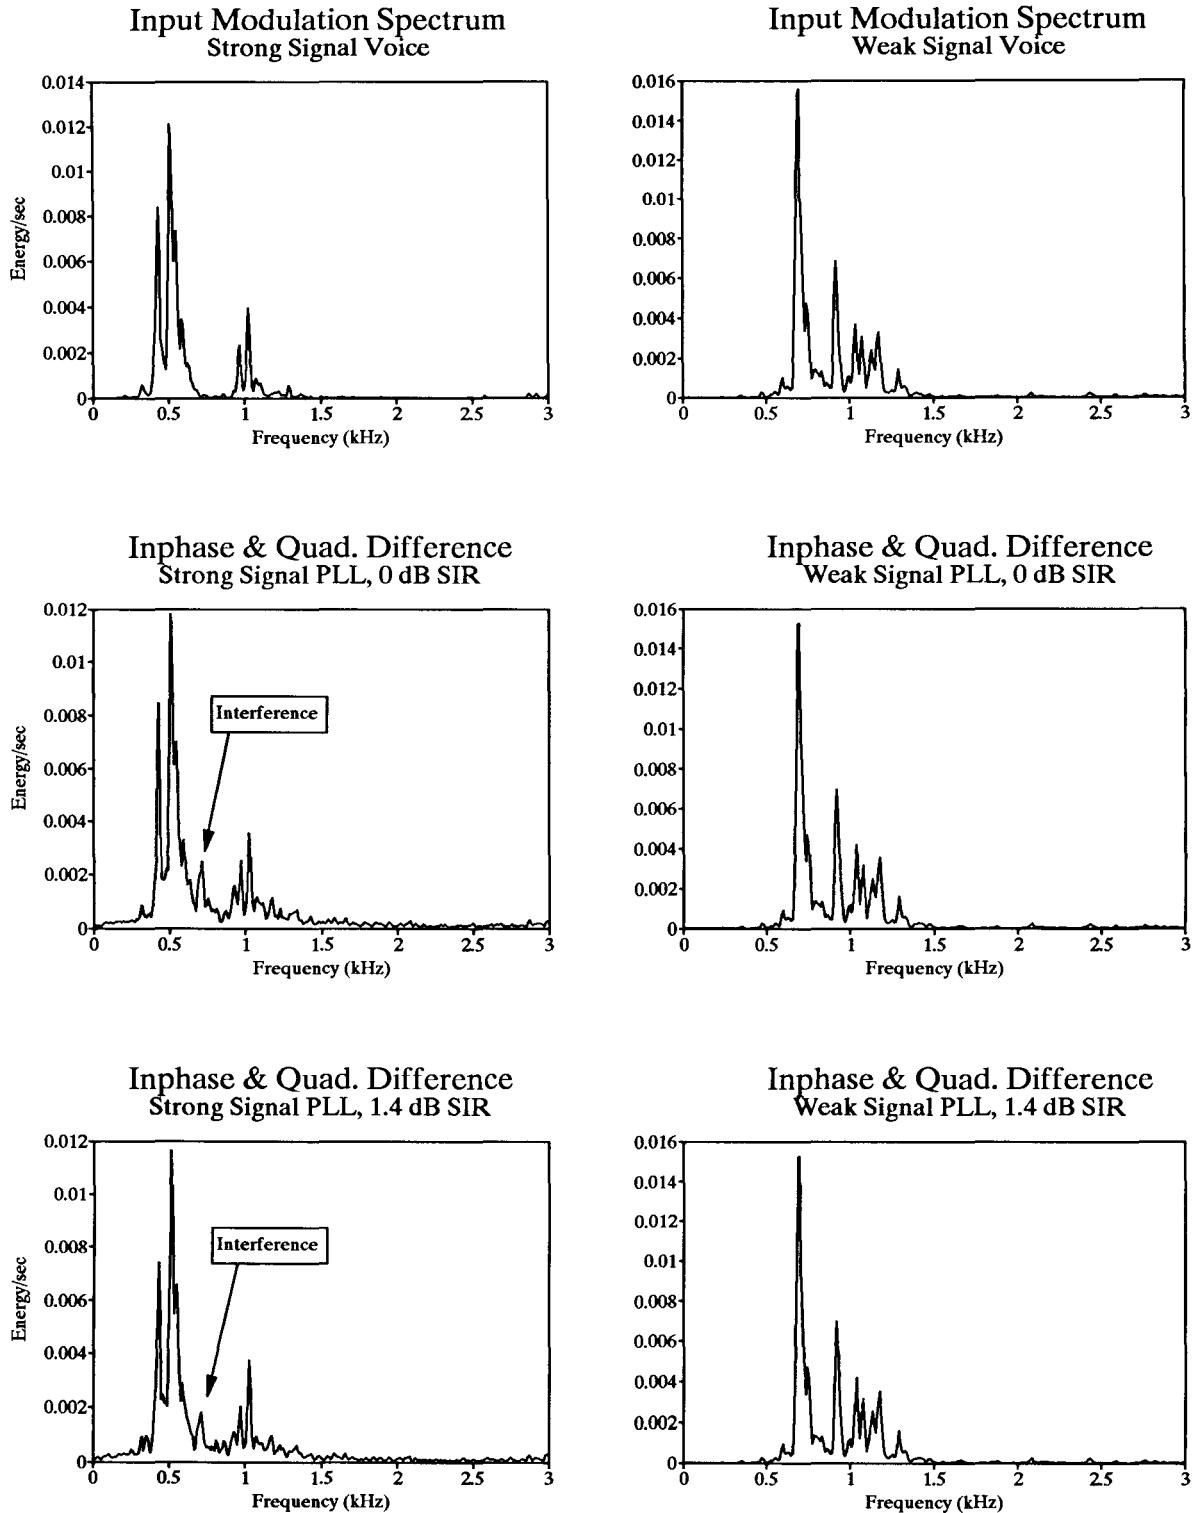 Input Modulation Spectrum
Strong Signal Voice
0.014
0.012
0.01
0.008
0.006
0.004
0.002
0
Energy/sec
0 0.5 1 1.5 2 2.5 3
Frequency (kHz)
Input Modulation Spectrum
Weak Signal Voice
0.016
0.014
0.012
0.01
0.008
0.006
0.004
0.002
0
0 0.5 1 1.5 2 2.5 3
Frequency (kHz)
Inphase & Quad. Difference
Strong Signal PLL, 0 dB SIR
0.012
0.01
0.008
0.006
0.004
0.002
0
Energy/sec
Interference
0 0.5 1 1.5 2 2.5 3
Frequency (kHz)
Inphase & Quad. Difference
Weak Signal PLL, 0 dB SIR
0.016
0.014
0.012
0.01
0.008
0.006
0.004
0.002
0
0 0.5 1 1.5 2 2.5 3
Frequency (kHz)
Inphase & Quad. Difference
Strong Signal PLL, 1.4 dB SIR
0.012
0.01
0.008
0.006
0.004
0.002
0
Energy/sec
Interference
0 0.5 1 1.5 2 2.5 3
Frequency (kHz)
Inphase & Quad. Difference
Weak Signal PLL, 1.4 dB SIR
0.016
0.014
0.012
0.01
0.008
0.006
0.004
0.002
0
0 0.5 1 1.5 2 2.5 3
Frequency (kHz)